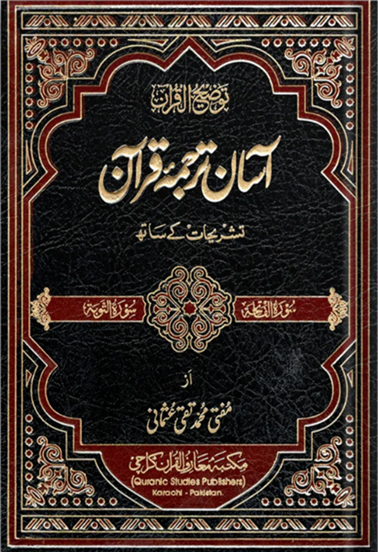 توضیح القرآن
آسان ترجمۂ قرآن
تشریحات کے ساتھ
سورۃ الفاتحہ
سورۃ التوبۃ
از
مفتی محمد تقی عثمانی
مکتبہ معارف القرآن کراچی
(Quranic Studies Publishers)
Karachi - Pakistan.